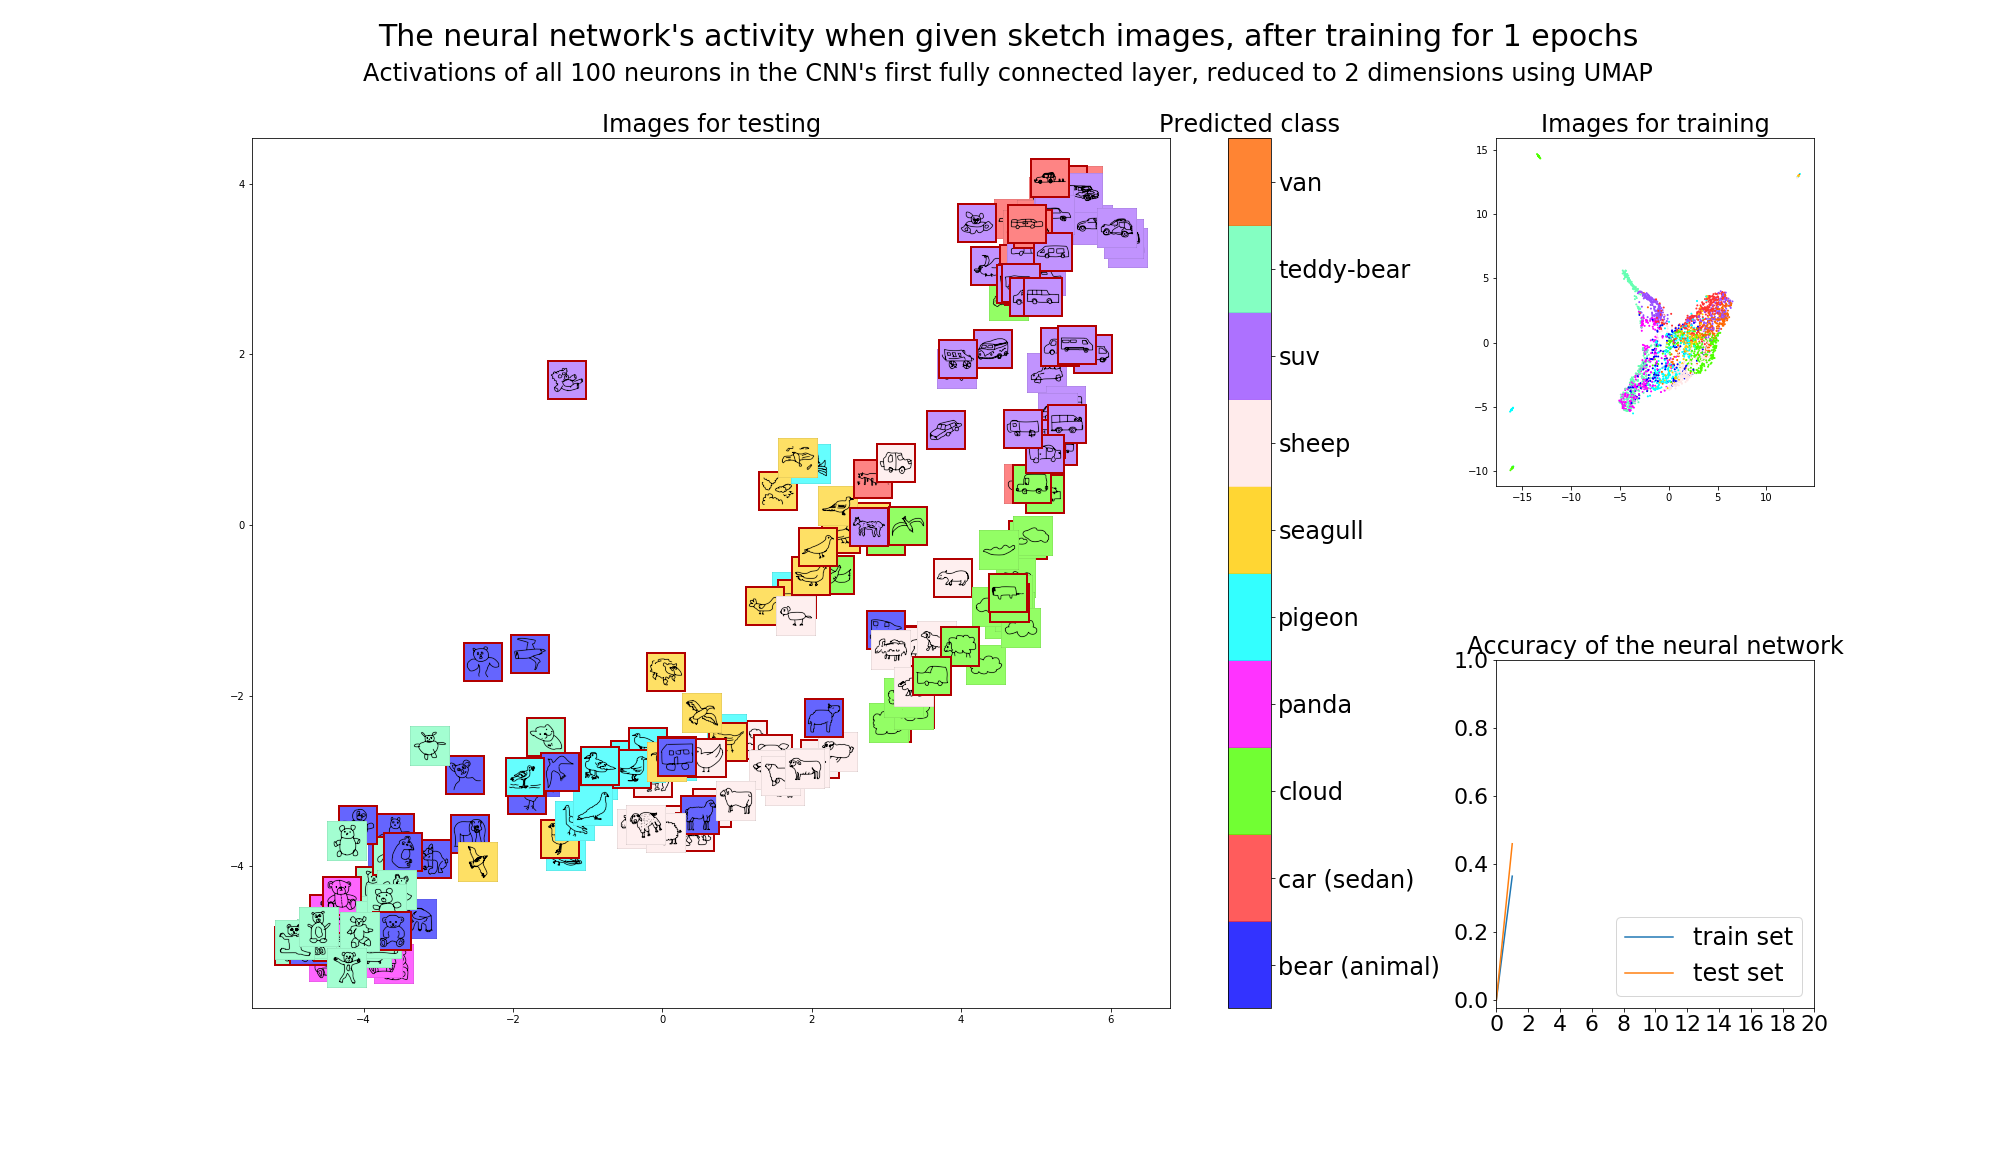 The neural network's activity when given sketch images, after training for 1 epochs
Activations of all 100 neurons in the CNN's first fully connected layer, reduced to 2 dimensions using UMAP
Images for testing
4
2
0
−2
−4
−4
−2
0
2
4
6
Predicted class
van
teddy-bear
suv
sheep
seagull
pigeon
panda
cloud
car (sedan)
bear (animal)
Images for training
15
10
5
0
−5
−10
−15
−10
−5
0
5
10
Accuracy of the neural network
1.0
0.8
0.6
0.4
0.2
0.0
train set
test set
0 2 4 6 8 10 12 14 16 18 20